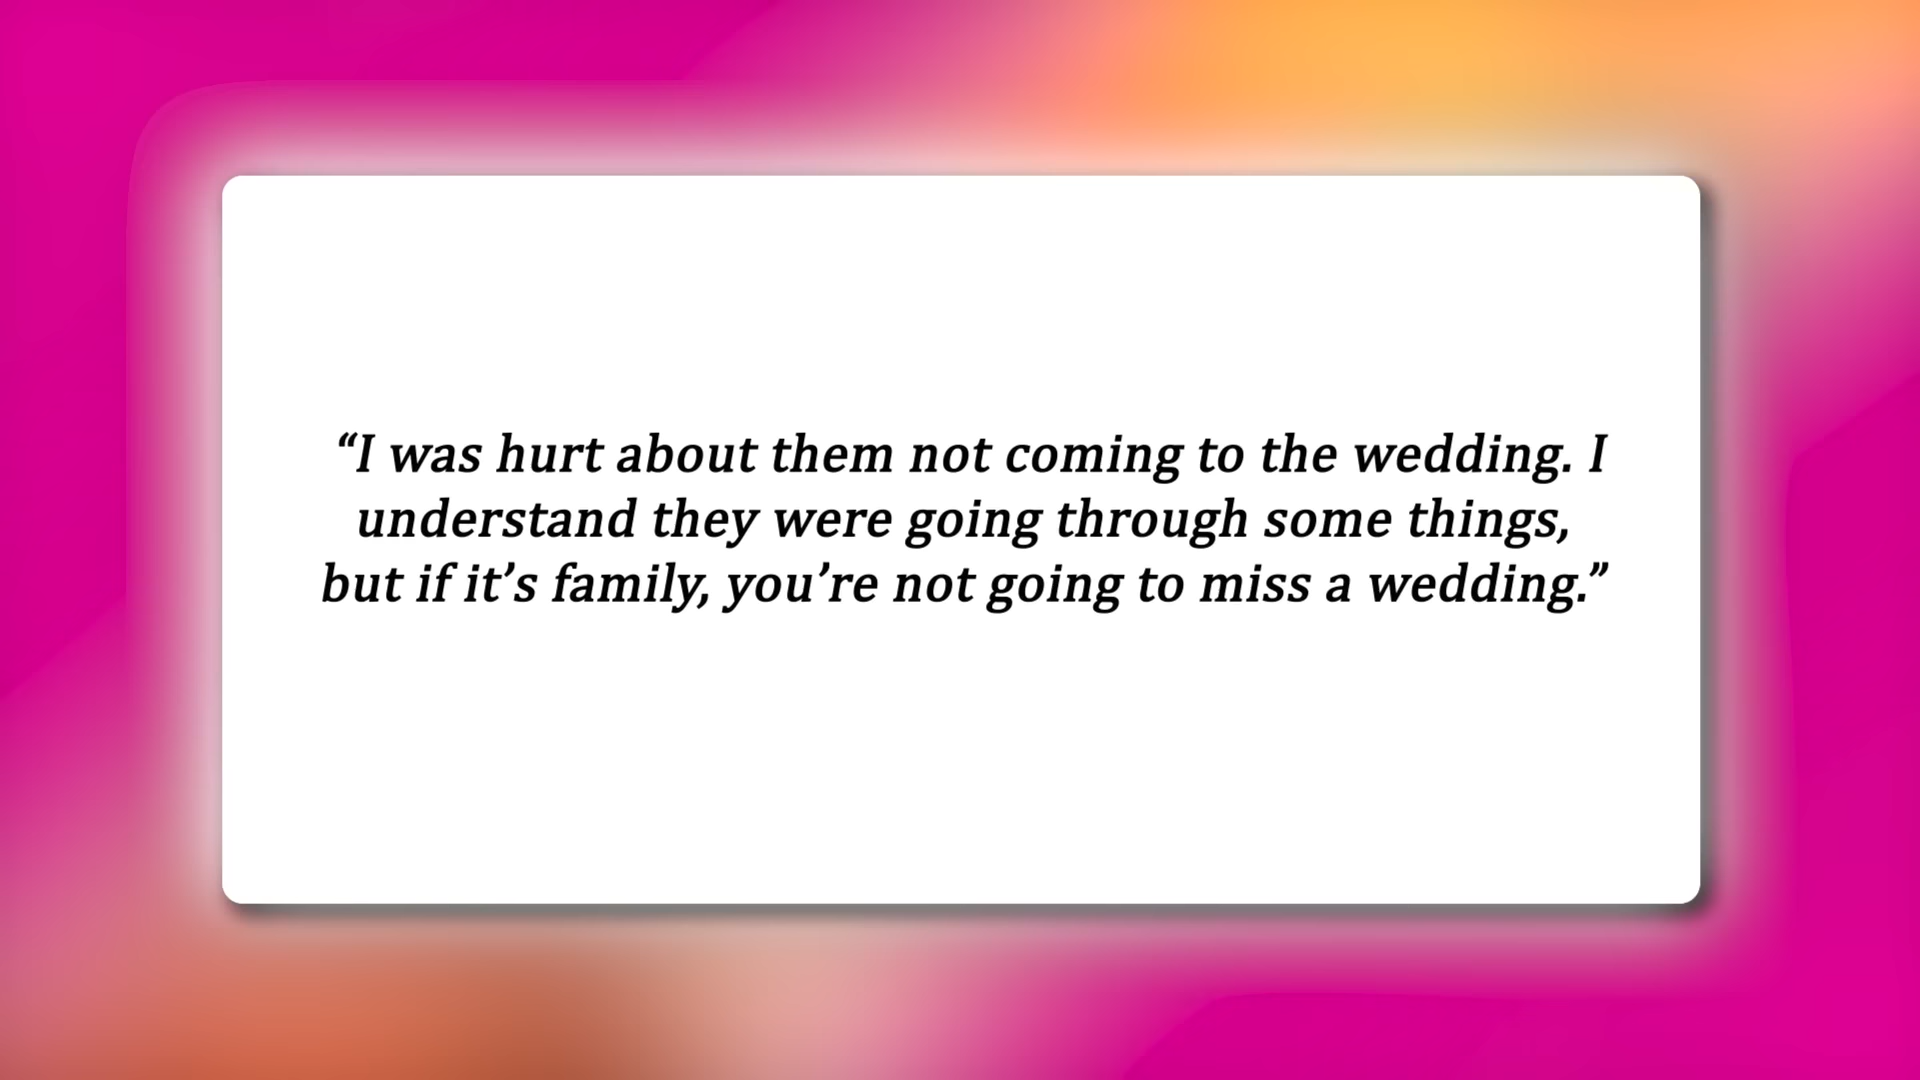 “I was hurt about them not coming to the wedding. I
understand they were going through some things,
but if it’s family, you’re not going to miss a wedding.”